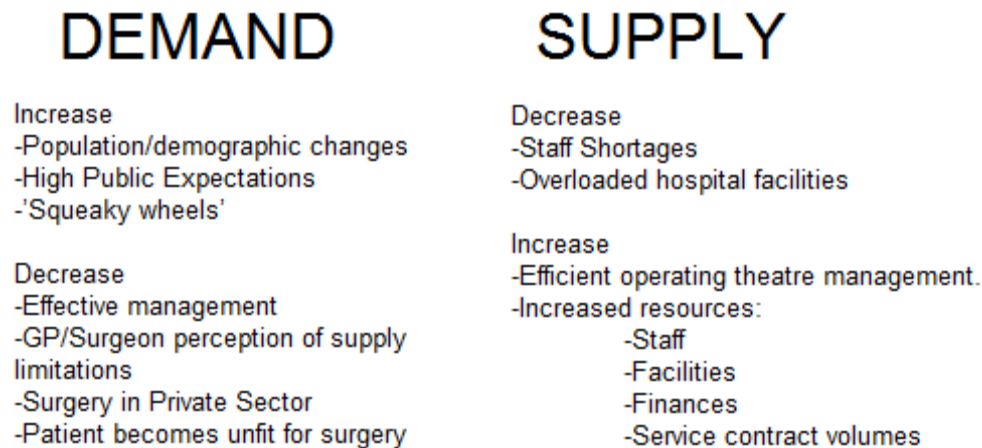 DEMAND
Increase
-Population/demographic changes
-High Public Expectations
-'Squeaky wheels'
Decrease
-Effective management
-GP/Surgeon perception of supply
limitations
-Surgery in Private Sector
-Patient becomes unfit for surgery
SUPPLY
Decrease
-Staff Shortages
-Overloaded hospital facilities
Increase
-Efficient operating theatre management.
-Increased resources:
-Staff
-Facilities
-Finances
-Service contract volumes